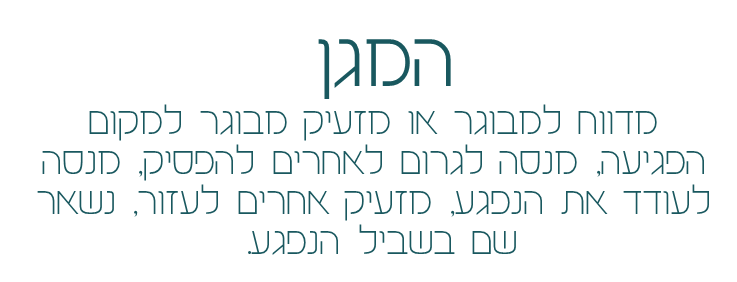 המגן
מדווח למבוגר או מזעיק מבוגר למקום
הפגיעה, מנסה לגרום לאחרים להפסיק, מנסה
לעודד את הנפגע, מזעיק אחרים לעזור, נשאר
שם בשביל הנפגע.